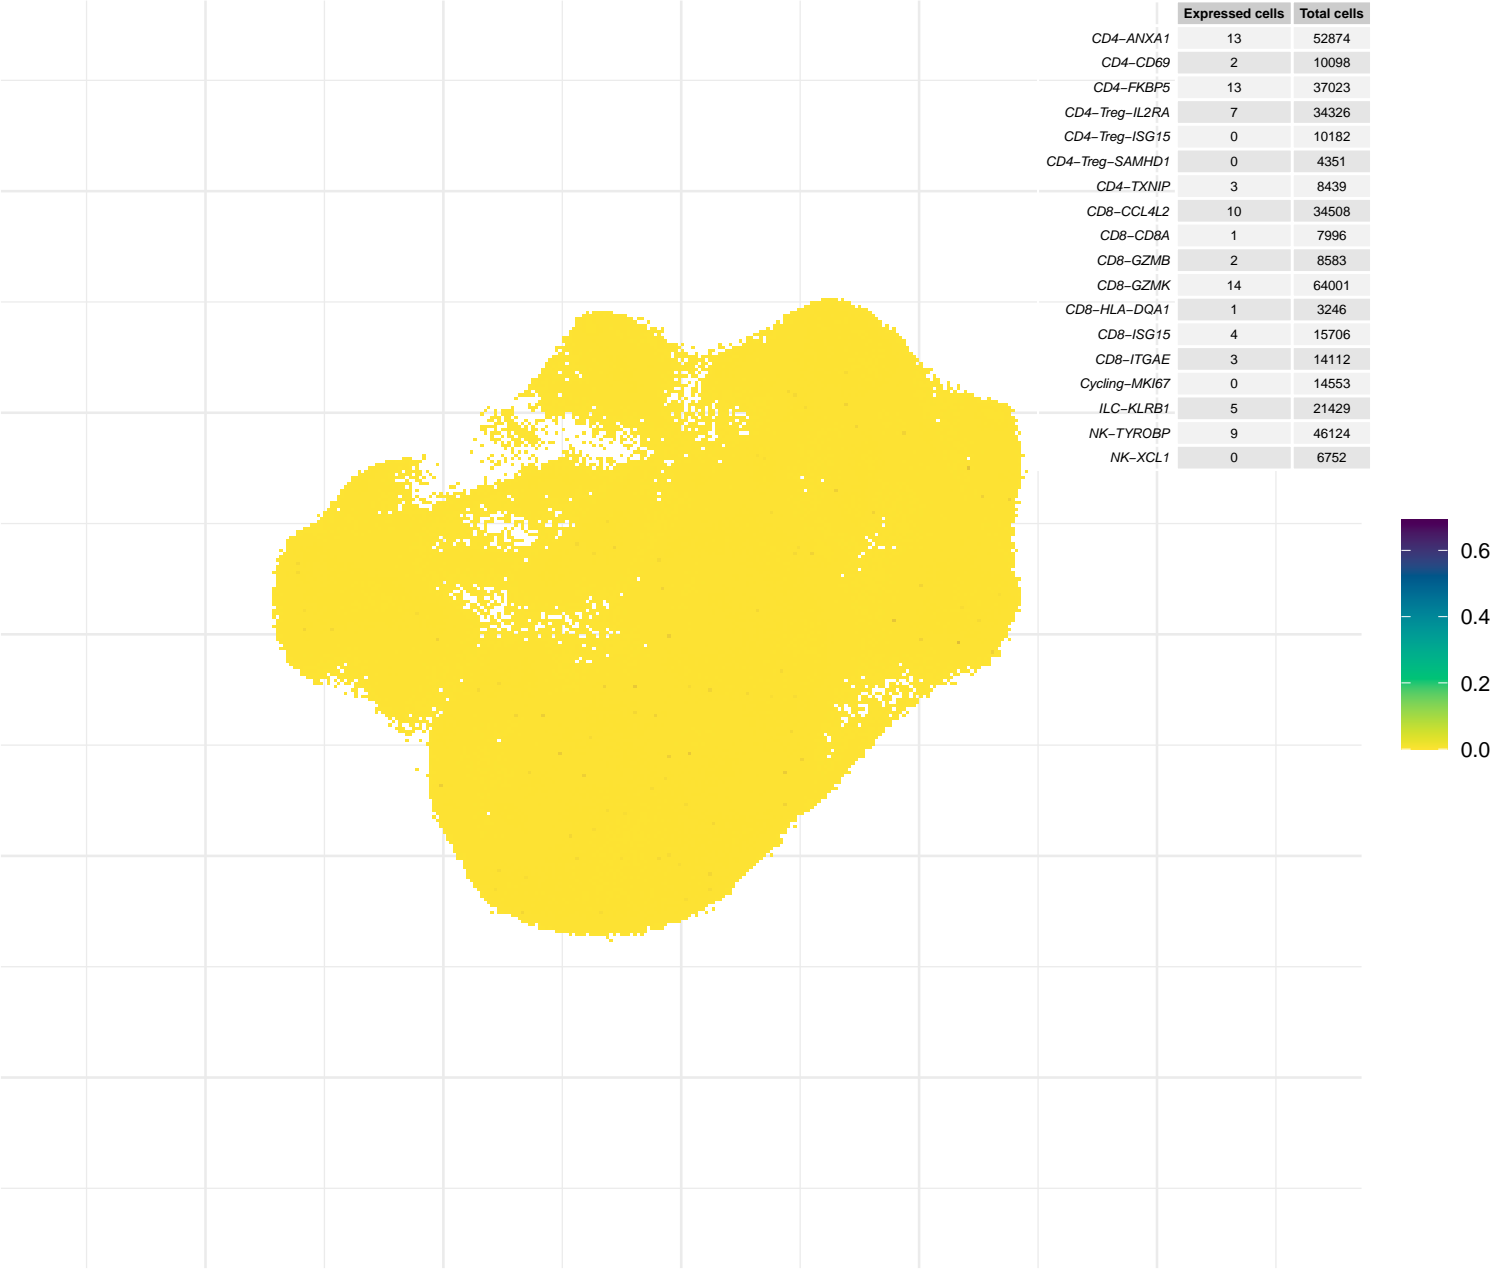 Expressed cells Total cells
CD4−ANXA1 13 52874
CD4−CD69 2 10098
CD4−FKBP5 13 37023
CD4−Treg−IL2RA 7 34326
CD4−Treg−ISG15 0 10182
CD4−Treg−SAMHD1 0 4351
CD4−TXNIP 3 8439
CD8−CCL4L2 10 34508
CD8−CD8A 1 7996
CD8−GZMB 2 8583
CD8−GZMK 14 64001
CD8−HLA−DQA1 1 3246
CD8−ISG15 4 15706
CD8−ITGAE 3 14112
Cycling−MKI67 0 14553
ILC−KLRB1 5 21429
NK−TYROBP 9 46124
NK−XCL1 0 6752
0.6
0.4
0.2
0.0